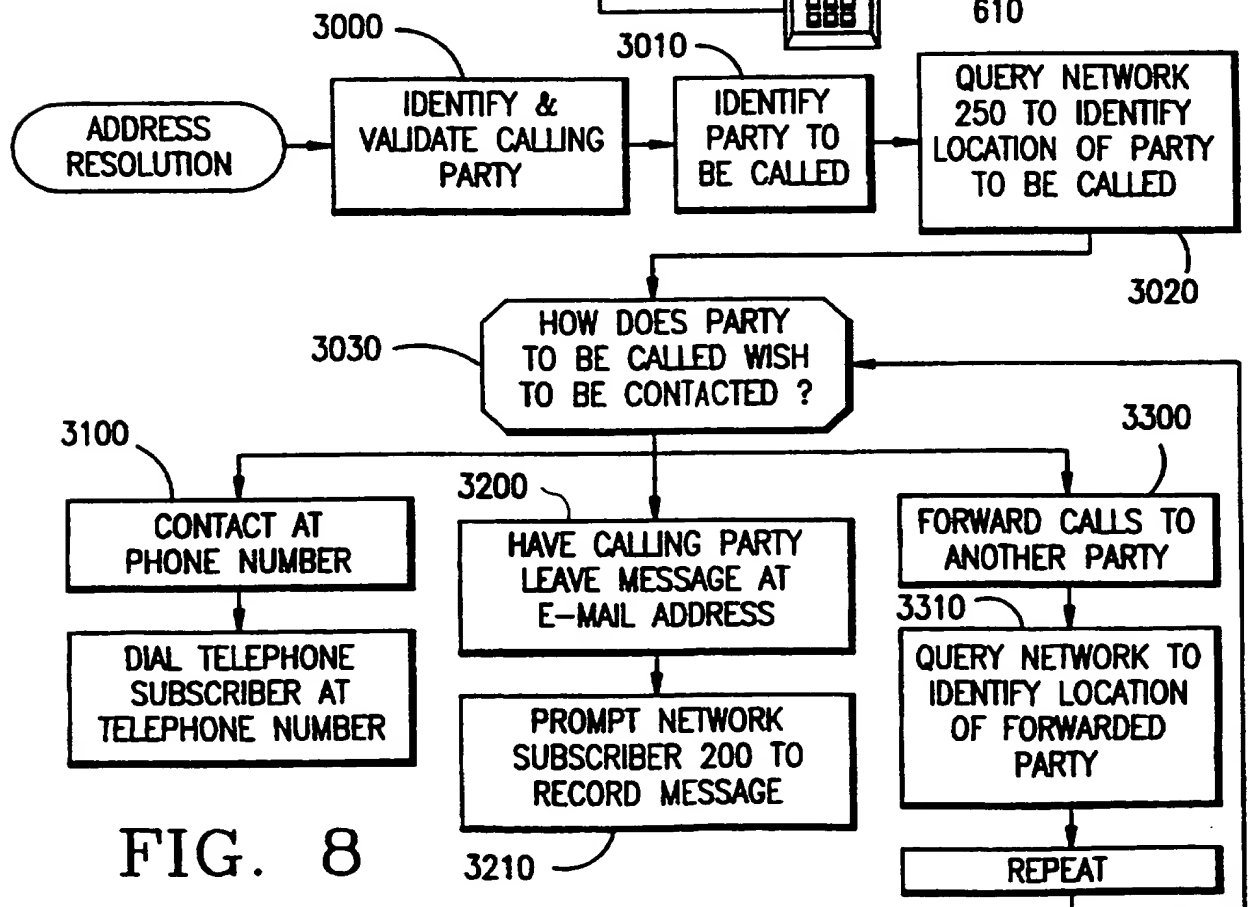 610
3000
3010
ADDRESS
RESOLUTION
IDENTIFY &
VALIDATE CALLING
PARTY
IDENTIFY
PARTY TO
BE CALLED
QUERY NETWORK
250 TO IDENTIFY
LOCATION OF PARTY
TO BE CALLED
3020
3030
HOW DOES PARTY
TO BE CALLED WISH
TO BE CONTACTED ?
3100
CONTACT AT
PHONE NUMBER
DIAL TELEPHONE
SUBSCRIBER AT
TELEPHONE NUMBER
3200
HAVE CALLING PARTY
LEAVE MESSAGE AT
E-MAIL ADDRESS
PROMPT NETWORK
SUBSCRIBER 200 TO
RECORD MESSAGE
3210
3300
FORWARD CALLS TO
ANOTHER PARTY
3310
QUERY NETWORK TO
IDENTIFY LOCATION
OF FORWARDED
PARTY
REPEAT
FIG. 8